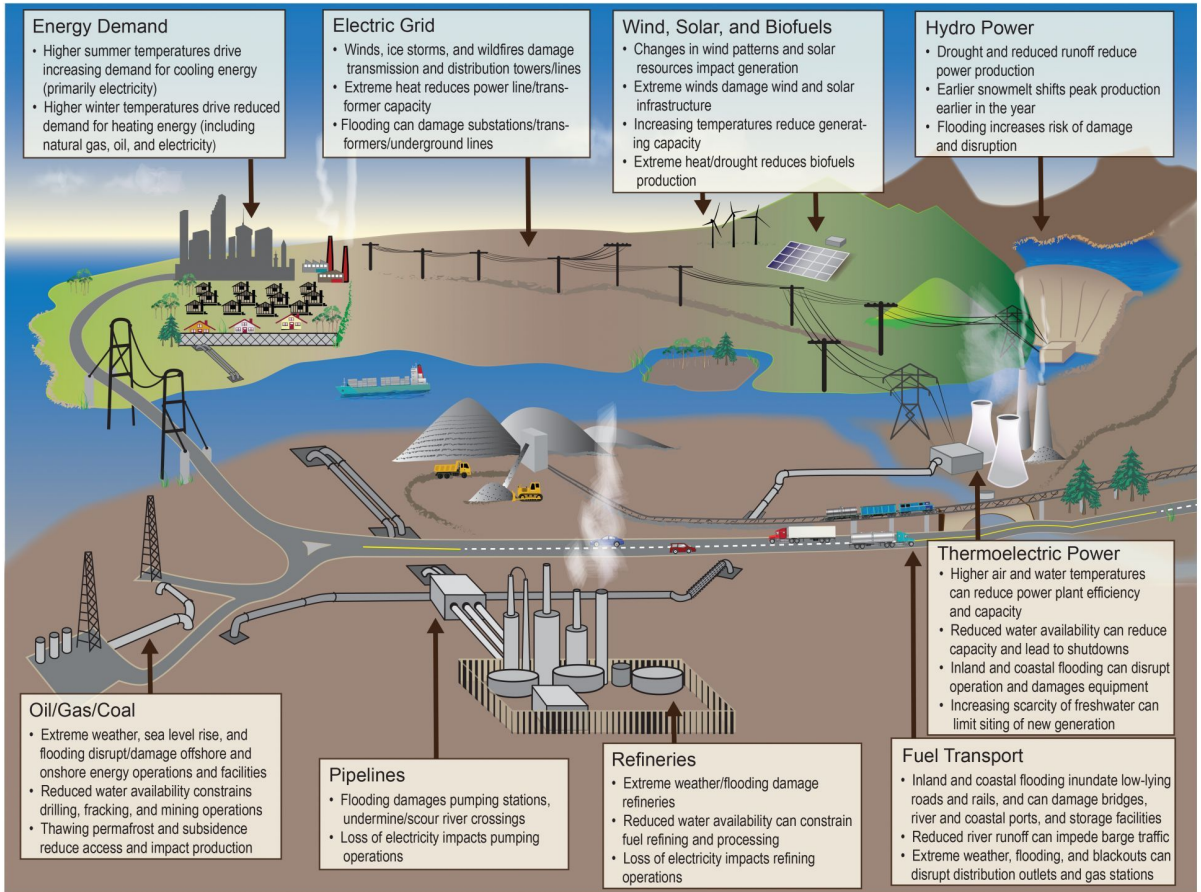 Energy Demand
• Higher summer temperatures drive
increasing demand for cooling energy
(primarily electricity)
• Higher winter temperatures drive reduced
demand for heating energy (including
natural gas, oil, and electricity)
Electric Grid
• Winds, ice storms, and wildfires damage
transmission and distribution towers/lines
• Extreme heat reduces power line/trans-
former capacity
• Flooding can damage substations/trans-
formers/underground lines
Wind, Solar, and Biofuels
• Changes in wind patterns and solar
resources impact generation
• Extreme winds damage wind and solar
infrastructure
• Increasing temperatures reduce generat-
ing capacity
• Extreme heat/drought reduces biofuels
production
Hydro Power
• Drought and reduced runoff reduce
power production
• Earlier snowmelt shifts peak production
earlier in the year
• Flooding increases risk of damage
and disruption
Oil/Gas/Coal
• Extreme weather, sea level rise, and
flooding disrupt/damage offshore and
onshore energy operations and facilities
• Reduced water availability constrains
drilling, fracking, and mining operations
• Thawing permafrost and subsidence
reduce access and impact production
Pipelines
• Flooding damages pumping stations,
undermine/scour river crossings
• Loss of electricity impacts pumping
operations
Refineries
• Extreme weather/flooding damage
refineries
• Reduced water availability can constrain
fuel refining and processing
• Loss of electricity impacts refining
operations
Thermoelectric Power
• Higher air and water temperatures
can reduce power plant efficiency
and capacity
• Reduced water availability can reduce
capacity and lead to shutdowns
• Inland and coastal flooding can disrupt
operation and damages equipment
• Increasing scarcity of freshwater can
limit siting of new generation
Fuel Transport
• Inland and coastal flooding inundate low-lying
roads and rails, and can damage bridges,
river and coastal ports, and storage facilities
• Reduced river runoff can impede barge traffic
• Extreme weather, flooding, and blackouts can
disrupt distribution outlets and gas stations